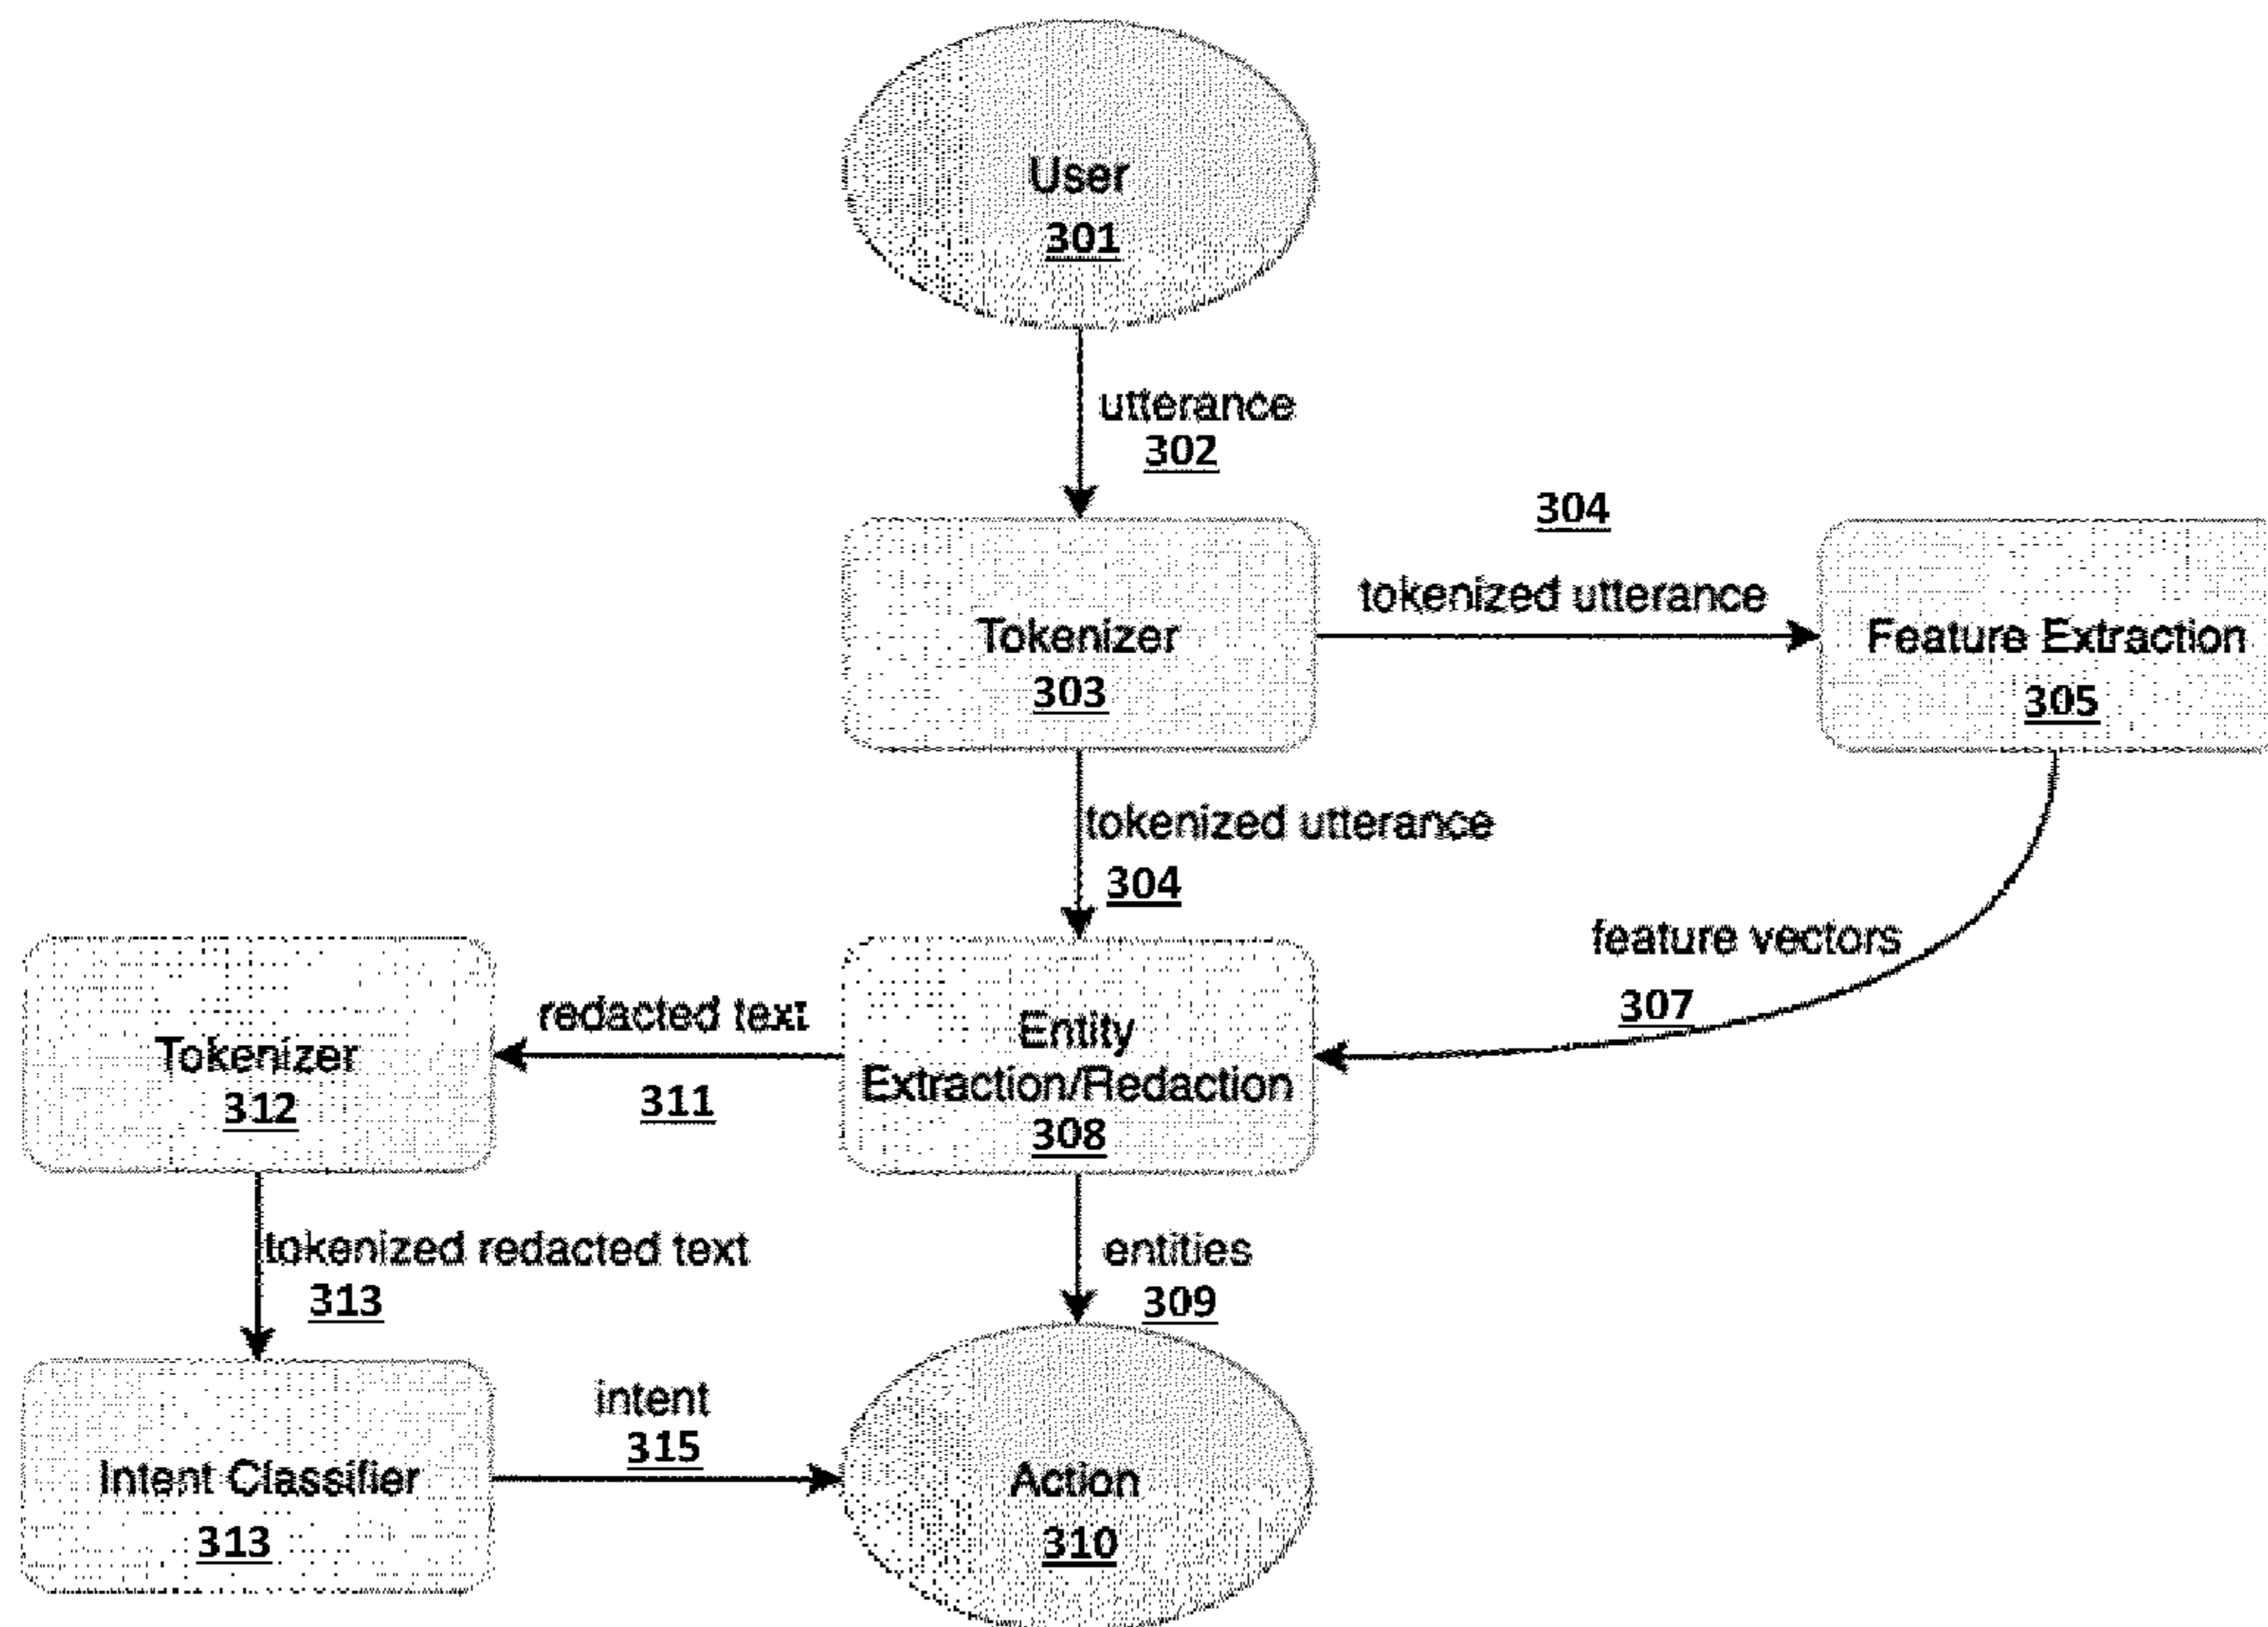 User
301
utterance
302
304
tokenized utterance
Tokenizer
303
Feature Extraction
305
tokenized utterance
304
feature vectors
307
redacted text
311
Entity
Extraction/Redaction
308
Tokenizer
312
tokenized redacted text
313
entities
309
intent
315
Intent Classifier
313
Action
310